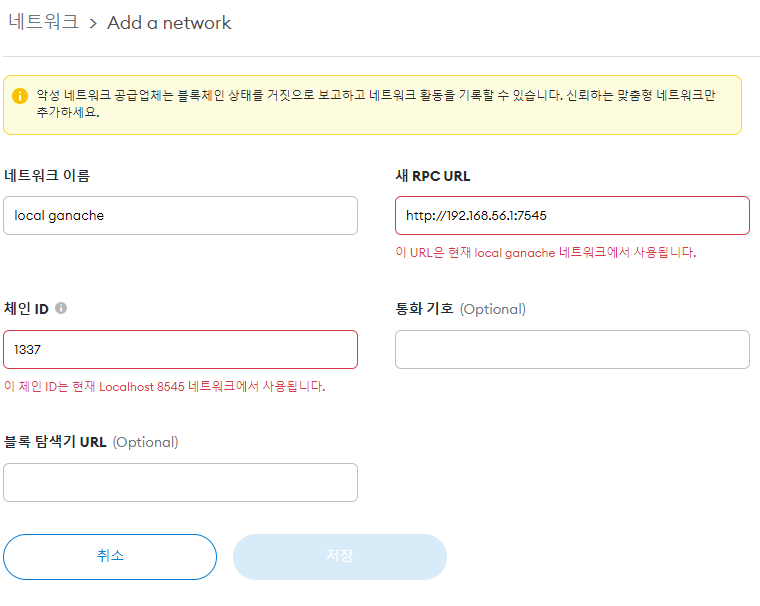 네트워크 > Add a network
악성 네트워크 공급업체는 블록체인 상태를 거짓으로 보고하고 네트워크 활동을 기록할 수 있습니다. 신뢰하는 맞춤형 네트워크만
추가하세요.
네트워크 이름
새 RPC URL
local ganache
http://192.168.56.1:7545
이 URL은 현재 local ganache 네트워크에서 사용됩니다.
체인 ID
통화 기호 (Optional)
1337
이 체인 ID는 현재 Localhost 8545 네트워크에서 사용됩니다.
블록 탐색기 URL (Optional)
취소
저장